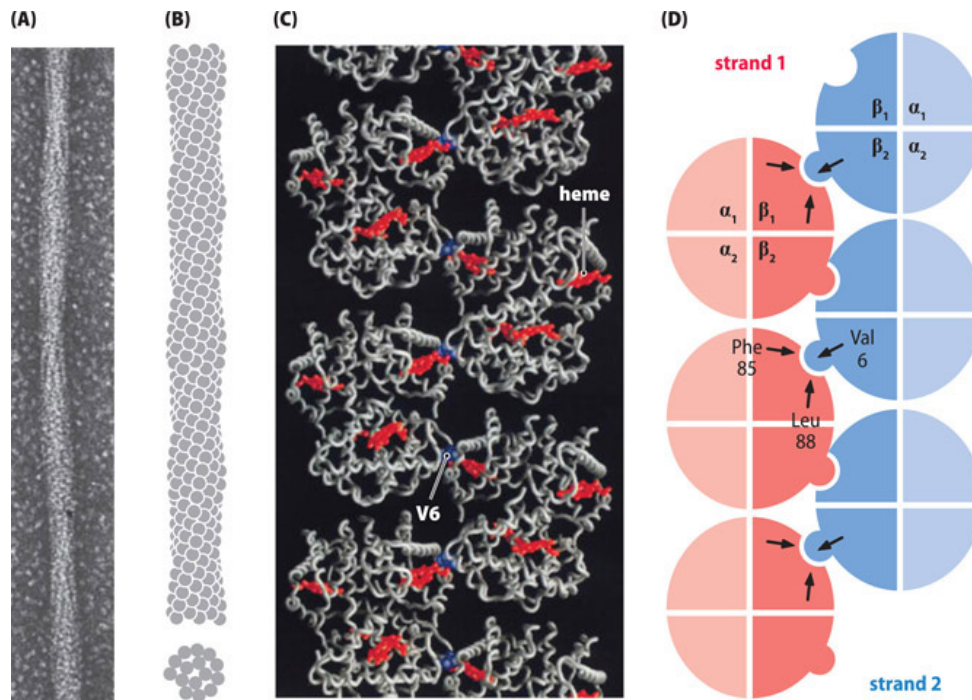 (A)
(B)
(C)
(D)
heme
V6
strand 1
β1 α1
β2 α2
α1 β1
α2 β2
Phe
85
Val
6
Leu
88
strand 2